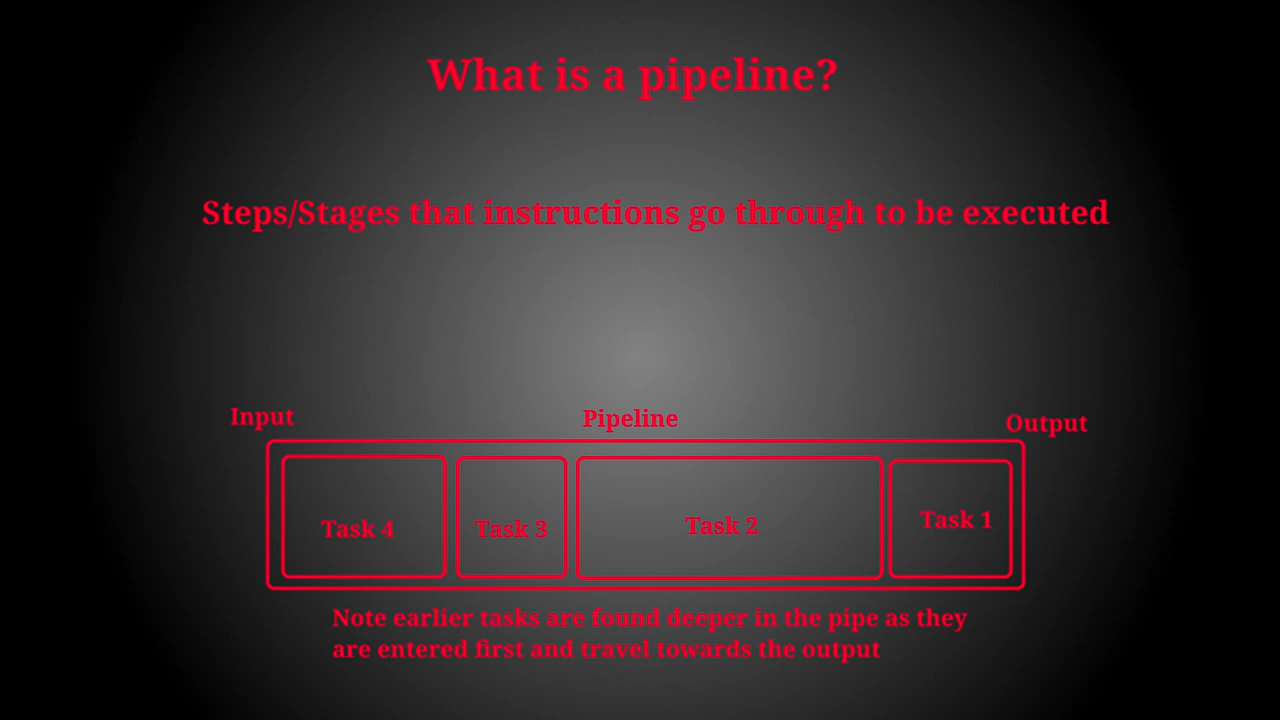 What is a pipeline?
Steps/Stages that instructions go through to be executed
Input
Pipeline
Output
Task 4
Task 3
Task 2
Task 1
Note earlier tasks are found deeper in the pipe as they
are entered first and travel towards the output